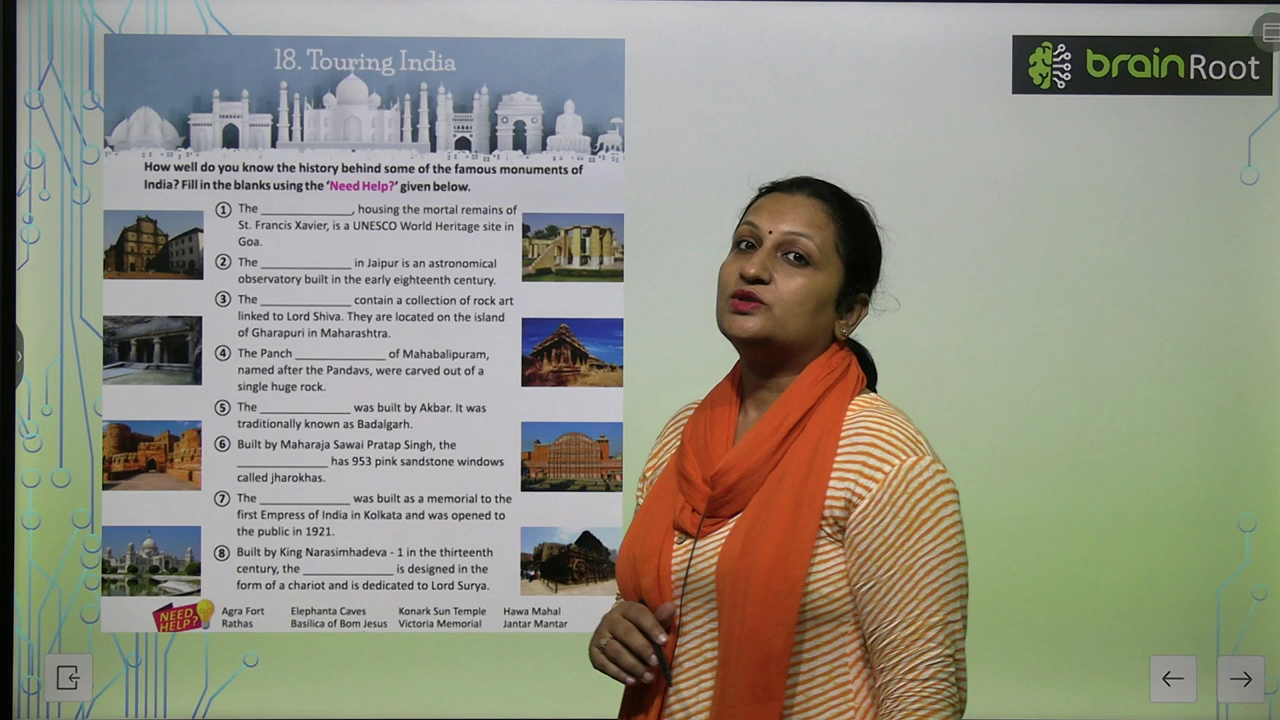 18. Touring India
brainRoot
How well do you know the history behind some of the famous monuments of
India? Fill in the blanks using the 'Need Help?' given below.
1 The ______________, housing the mortal remains of
St. Francis Xavier, is a UNESCO World Heritage site in
Goa.
2 The ______________ in Jaipur is an astronomical
observatory built in the early eighteenth century.
3 The ______________ contain a collection of rock art
linked to Lord Shiva. They are located on the island
of Gharapuri in Maharashtra.
4 The Panch ______________ of Mahabalipuram,
named after the Pandavs, were carved out of a
single huge rock.
5 The ______________ was built by Akbar. It was
traditionally known as Badalgarh.
6 Built by Maharaja Sawai Pratap Singh, the
______________ has 953 pink sandstone windows
called jharokhas.
7 The ______________ was built as a memorial to the
first Empress of India in Kolkata and was opened to
the public in 1921.
8 Built by King Narasimhadeva - 1 in the thirteenth
century, the ______________ is designed in the
form of a chariot and is dedicated to Lord Surya.
NEED HELP?
Agra Fort Elephanta Caves Konark Sun Temple Hawa Mahal
Rathas Basilica of Bom Jesus Victoria Memorial Jantar Mantar